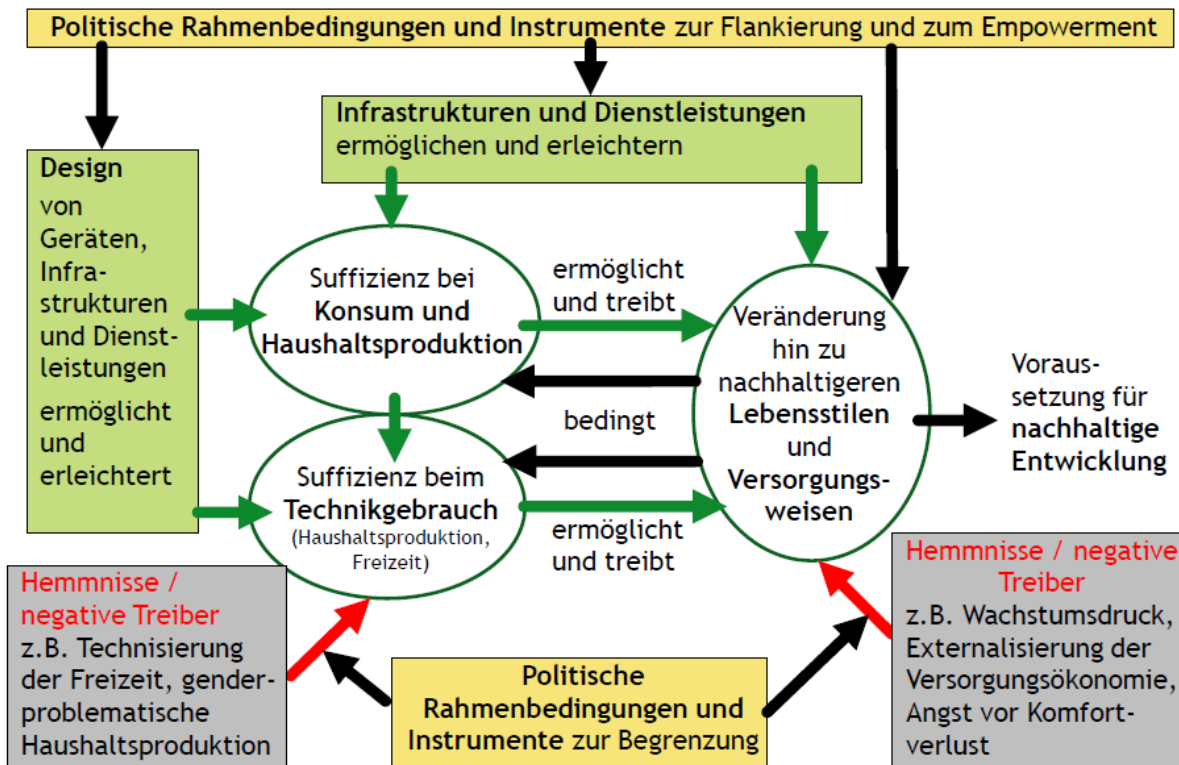 Politische Rahmenbedingungen und Instrumente zur Flankierung und zum Empowerment
Infrastrukturen und Dienstleistungen
ermöglichen und erleichtern
Design
von
Geräten,
Infra-
strukturen
und Dienst-
leistungen
ermöglicht
und
erleichtert
Suffizienz bei
Konsum und
Haushaltsproduktion
ermöglicht
und treibt
bedingt
Suffizienz beim
Technikgebrauch
(Haushaltsproduktion,
Freizeit)
ermöglicht
und treibt
Veränderung
hin zu
nachhaltigeren
Lebensstilen
und
Versorgungs-
weisen
Voraus-
setzung für
nachhaltige
Entwicklung
Hemmnisse /
negative Treiber
z.B. Technisierung
der Freizeit, gender-
problematische
Haushaltsproduktion
Politische
Rahmenbedingungen und
Instrumente zur Begrenzung
Hemmnisse / negative
Treiber
z.B. Wachstumsdruck,
Externalisierung der
Versorgungsökonomie,
Angst vor Komfort-
verlust